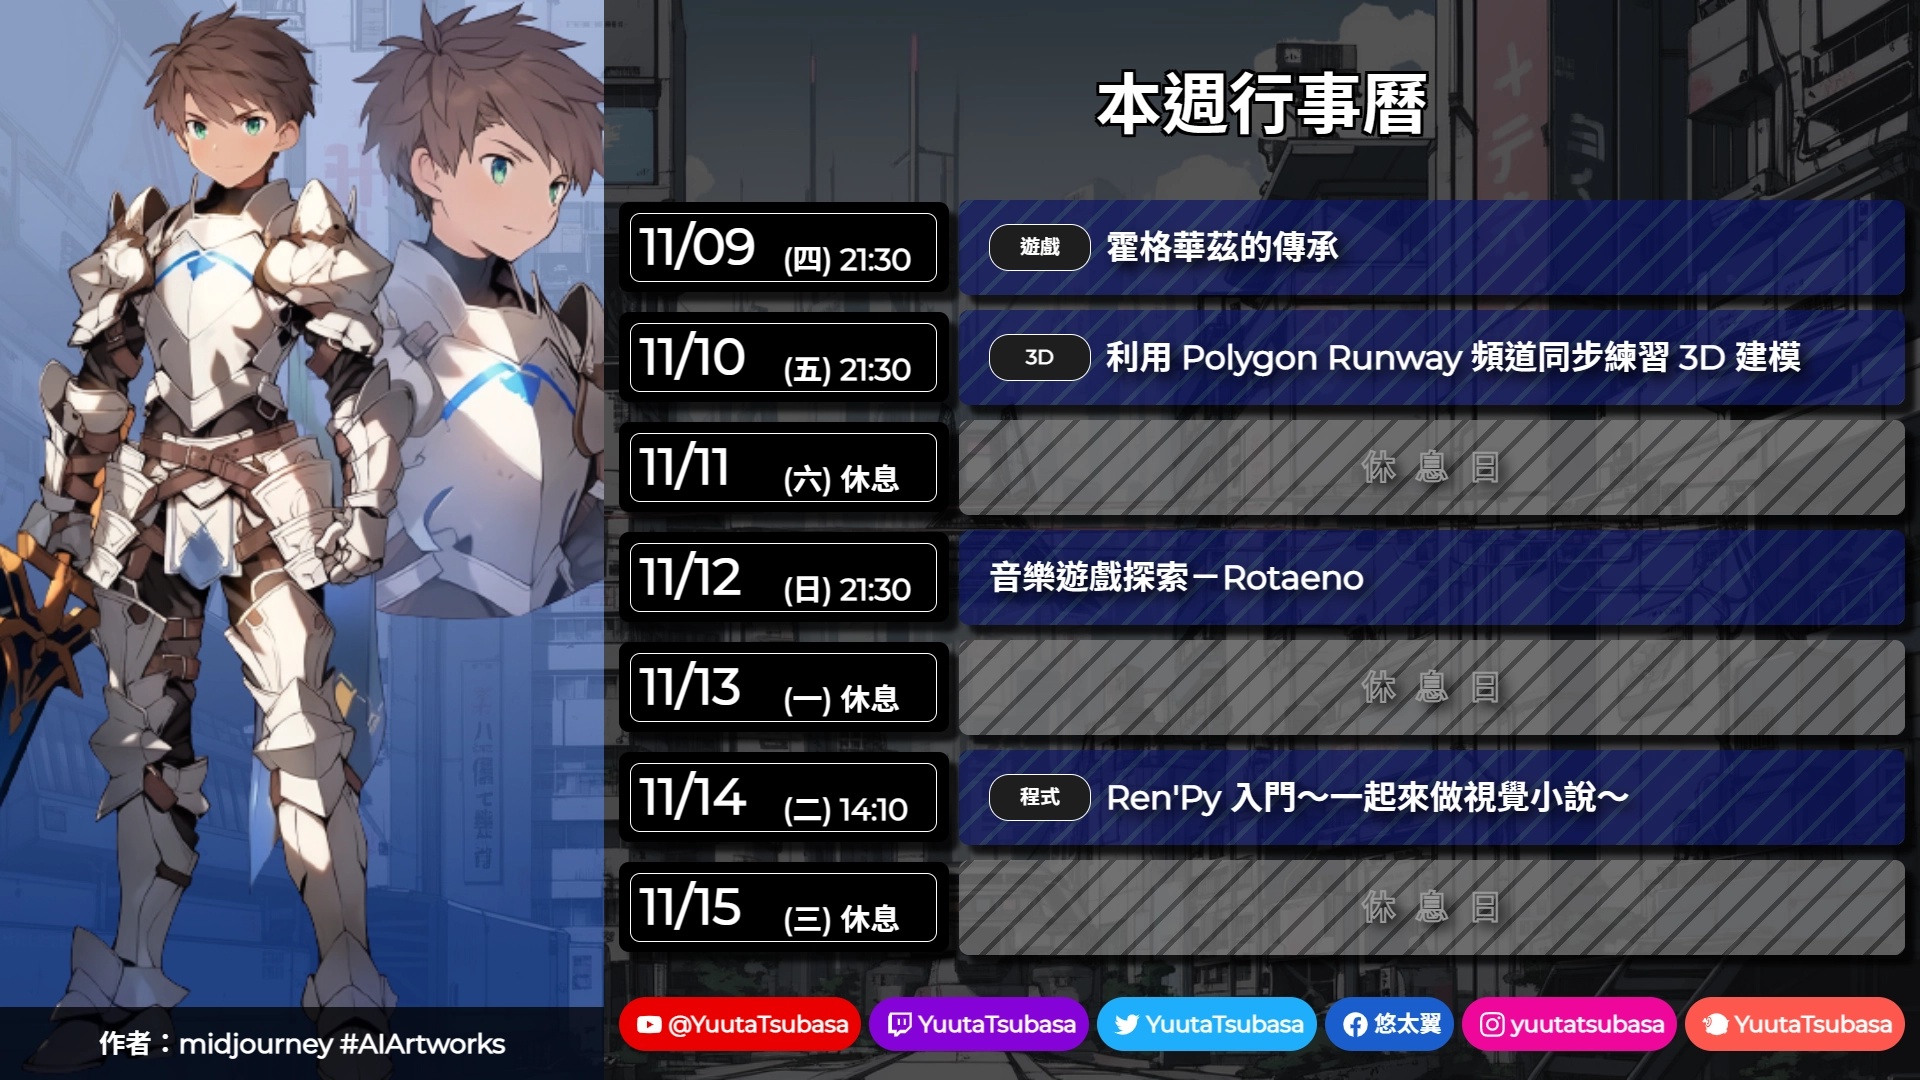 本週行事曆
11/09 (四) 21:30 遊戲 霍格華茲的傳承
11/10 (五) 21:30 3D 利用 Polygon Runway 頻道同步練習 3D 建模
11/11 (六) 休息 休息日
11/12 (日) 21:30 音樂遊戲探索－Rotaeno
11/13 (一) 休息 休息日
11/14 (二) 14:10 程式 Ren'Py 入門～一起來做視覺小說～
11/15 (三) 休息 休息日
作者：midjourney #AIArtworks
@YuutaTsubasa YuutaTsubasa YuutaTsubasa 悠太翼 yuutatsubasa YuutaTsubasa